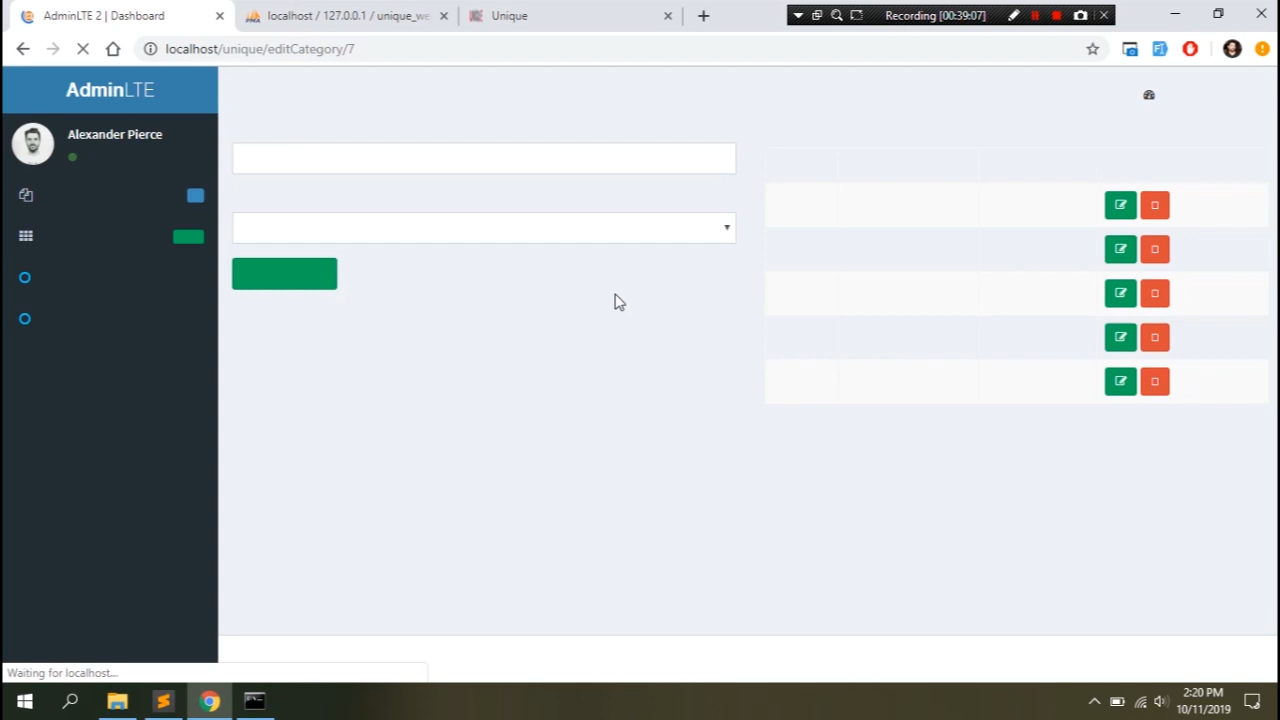 AdminLTE 2 | Dashboard
localhost / 127.0.0.1 / unique_we
Unique
Recording [00:39:07]
localhost/unique/editCategory/7
AdminLTE
Alexander Pierce
Waiting for localhost...
2:20 PM
10/11/2019